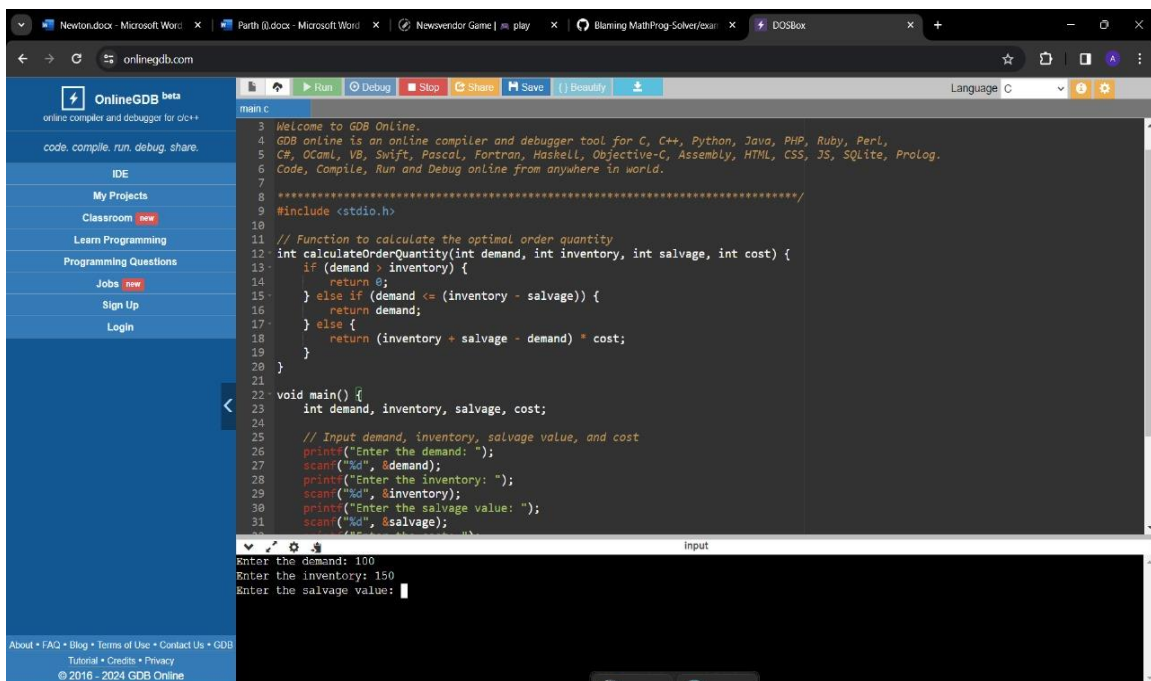 Newton.docx - Microsoft Word
Parth (i).docx - Microsoft Word
Newsvendor Game | play
Blaming MathProg-Solver/exam
DOSBox
onlinegdb.com
OnlineGDB beta
online compiler and debugger for c/c++
code. compile. run. debug. share.
IDE
My Projects
Classroom new
Learn Programming
Programming Questions
Jobs new
Sign Up
Login
About • FAQ • Blog • Terms of Use • Contact Us • GDB
Tutorial • Credits • Privacy
© 2016 - 2024 GDB Online
Run Debug Stop Share Save {} Beautify Language C
main.c
3 Welcome to GDB Online.
4 GDB online is an online compiler and debugger tool for C, C++, Python, Java, PHP, Ruby, Perl,
5 C#, OCaml, VB, Swift, Pascal, Fortran, Haskell, Objective-C, Assembly, HTML, CSS, JS, SQLite, Prolog.
6 Code, Compile, Run and Debug online from anywhere in world.
7
8 *******************************************************************************/
9 #include <stdio.h>
10
11 // Function to calculate the optimal order quantity
12 int calculateOrderQuantity(int demand, int inventory, int salvage, int cost) {
13 if (demand > inventory) {
14 return 0;
15 } else if (demand <= (inventory - salvage)) {
16 return demand;
17 } else {
18 return (inventory + salvage - demand) * cost;
19 }
20 }
21
22 void main() {
23 int demand, inventory, salvage, cost;
24
25 // Input demand, inventory, salvage value, and cost
26 printf("Enter the demand: ");
27 scanf("%d", &demand);
28 printf("Enter the inventory: ");
29 scanf("%d", &inventory);
30 printf("Enter the salvage value: ");
31 scanf("%d", &salvage);
input
Enter the demand: 100
Enter the inventory: 150
Enter the salvage value: